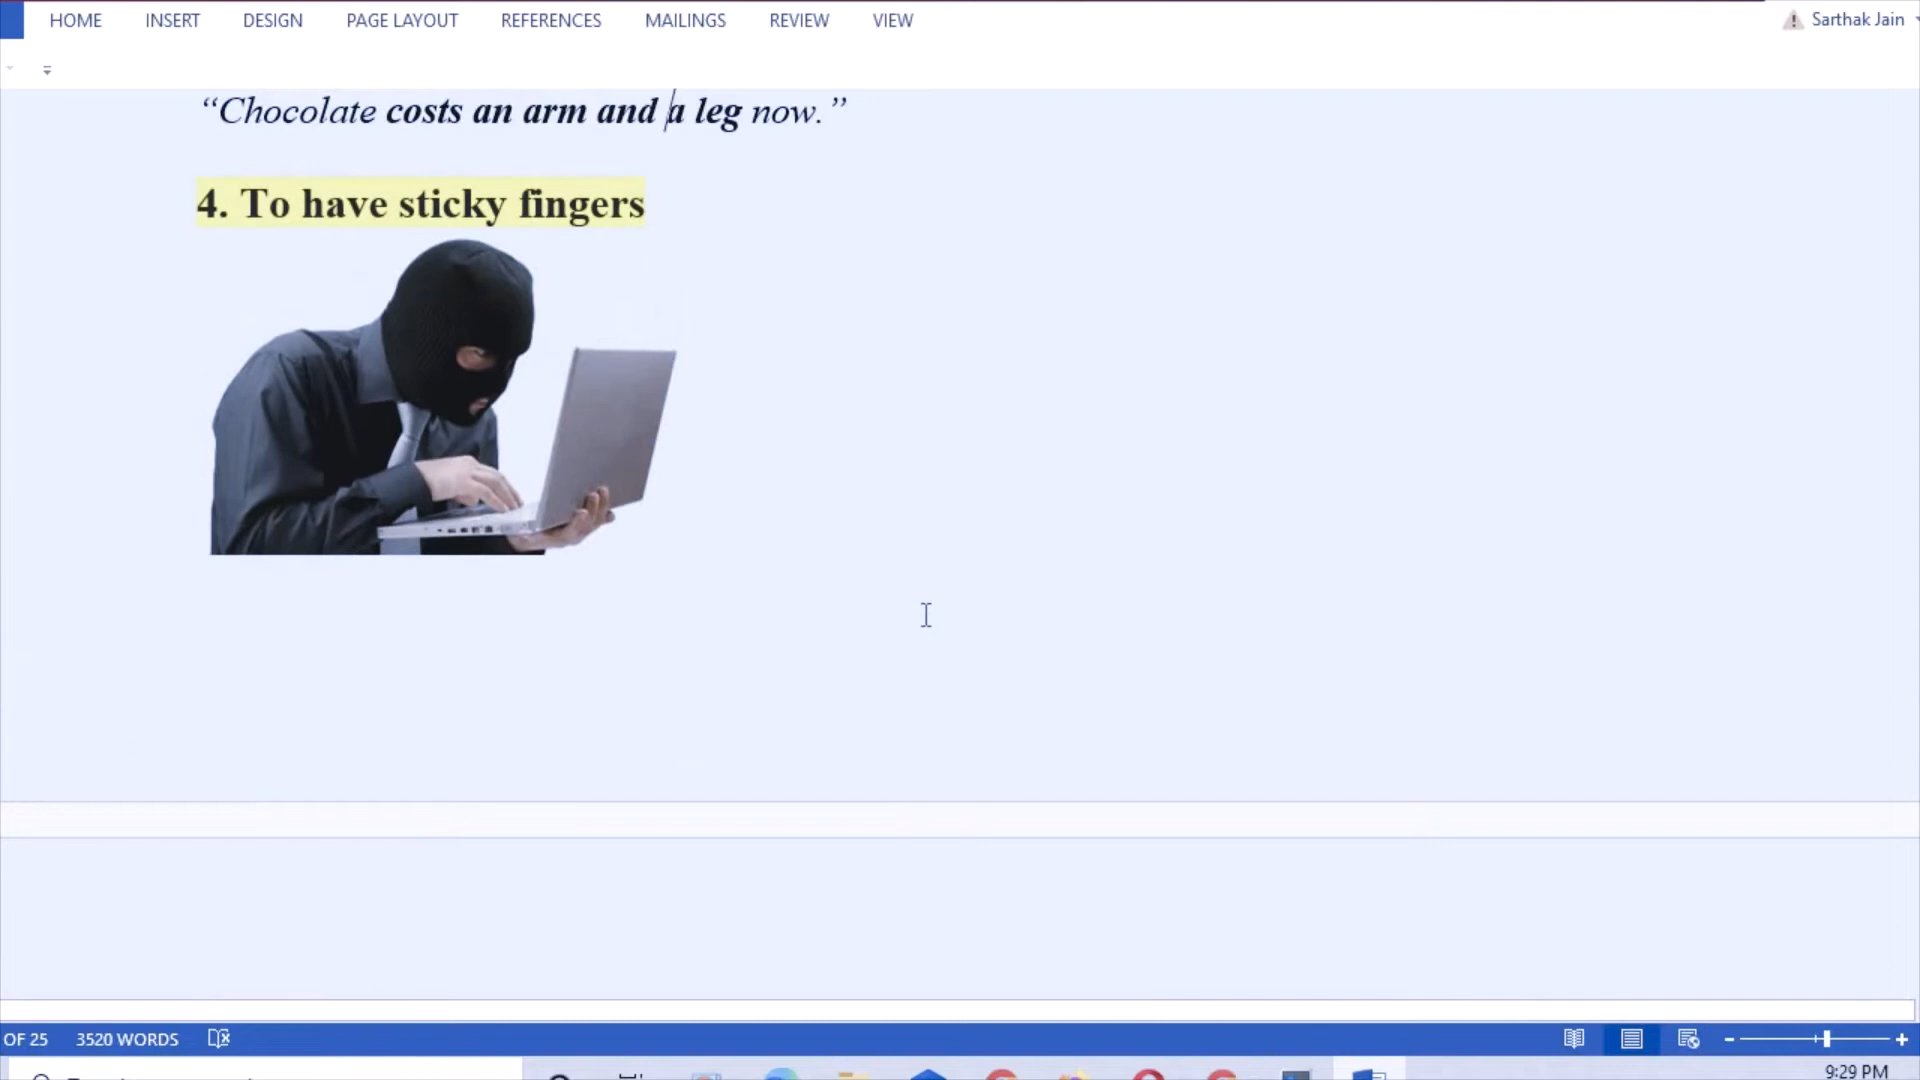 HOME INSERT DESIGN PAGE LAYOUT REFERENCES MAILINGS REVIEW VIEW Sarthak Jain
“Chocolate costs an arm and a leg now.”
4. To have sticky fingers
OF 25 3520 WORDS
9:29 PM